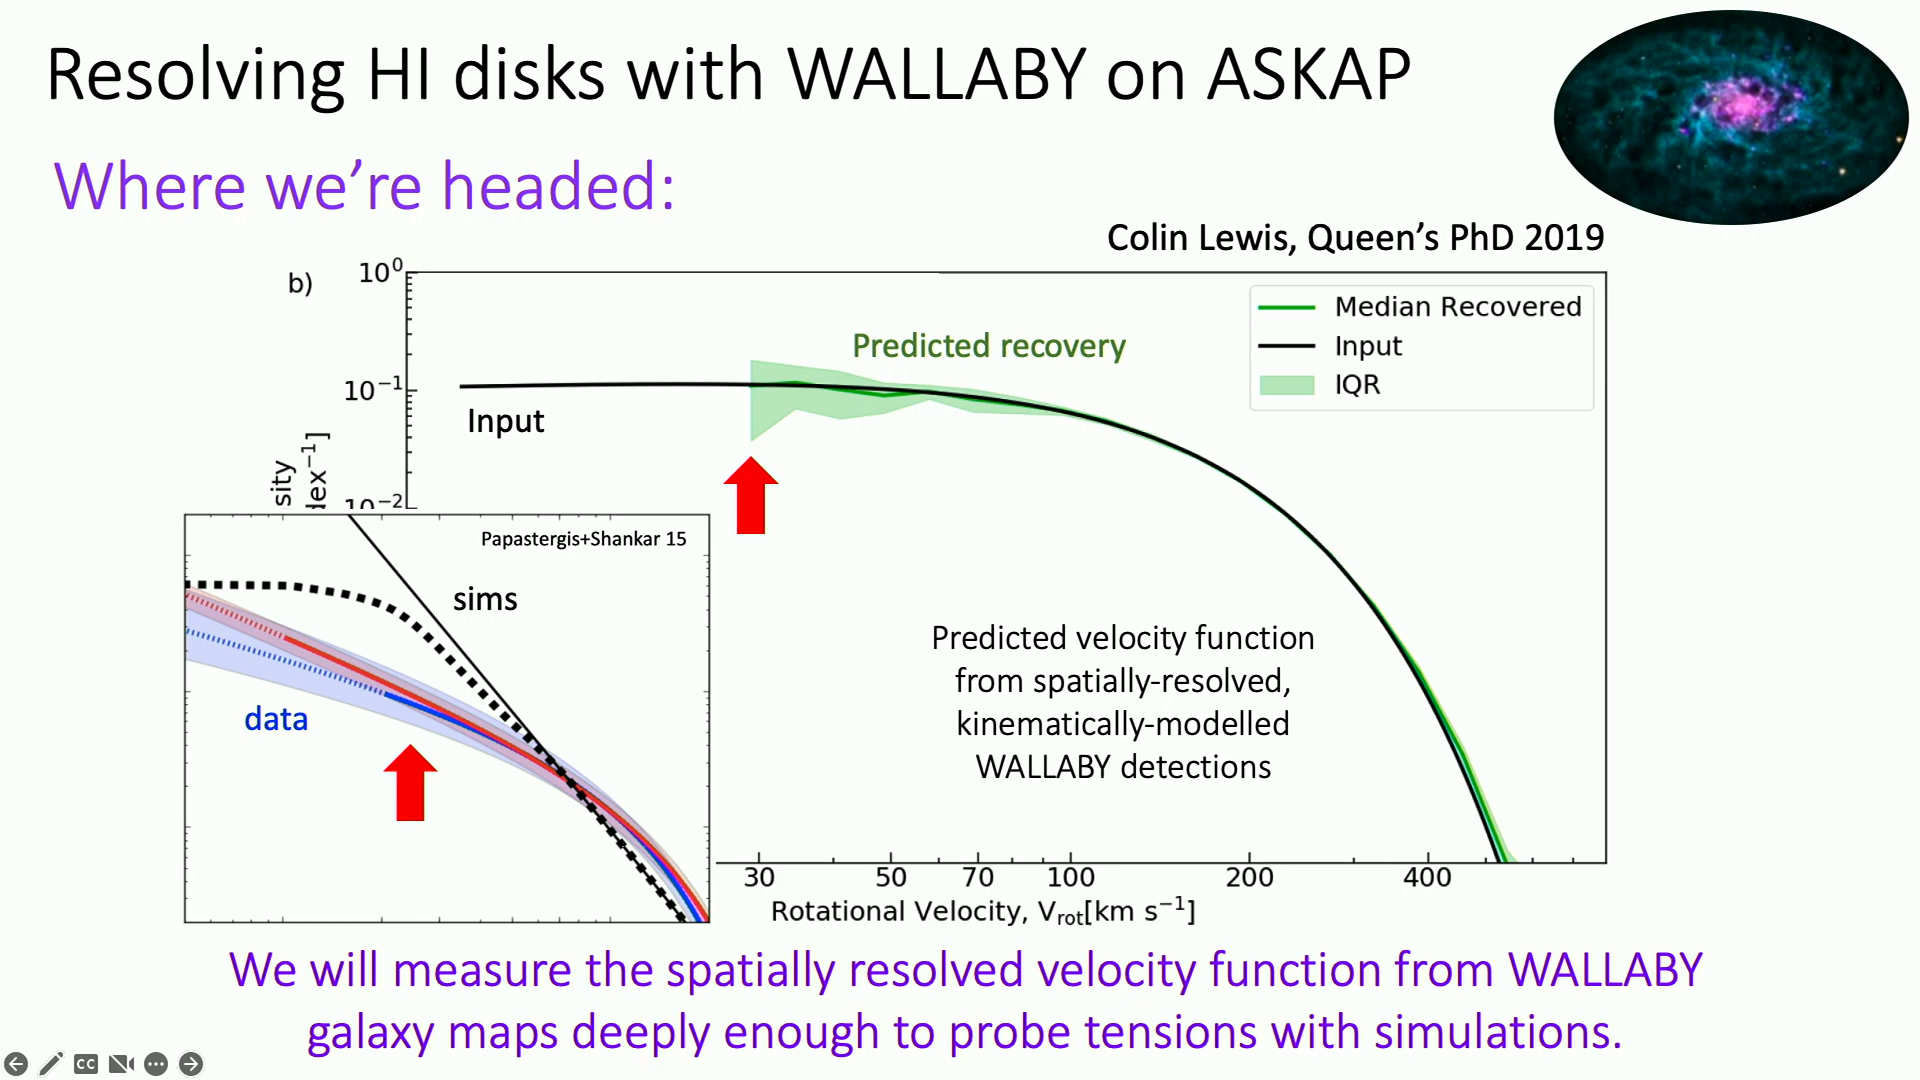 Resolving HI disks with WALLABY on ASKAP
Where we’re headed:
Colin Lewis, Queen’s PhD 2019
b)
10⁰
Median Recovered
Input
IQR
Predicted recovery
10⁻¹
Input
10⁻²
Papastergis+Shankar 15
sims
data
Predicted velocity function
from spatially-resolved,
kinematically-modelled
WALLABY detections
30 50 70 100 200 400
Rotational Velocity, Vrot[km s⁻¹]
We will measure the spatially resolved velocity function from WALLABY
galaxy maps deeply enough to probe tensions with simulations.
CC